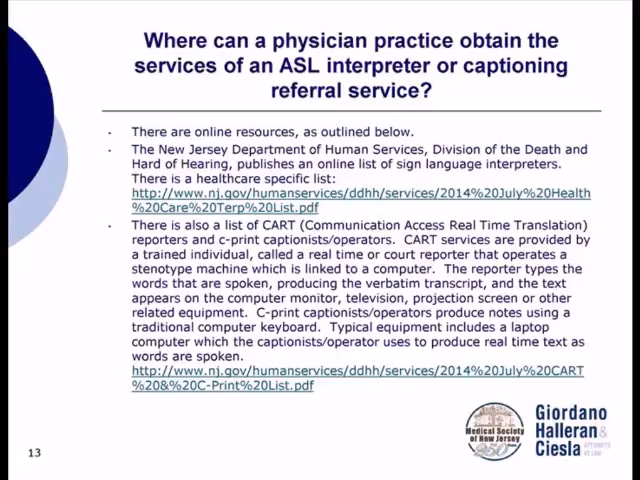 Where can a physician practice obtain the
services of an ASL interpreter or captioning
referral service?
There are online resources, as outlined below.
The New Jersey Department of Human Services, Division of the Death and
Hard of Hearing, publishes an online list of sign language interpreters.
There is a healthcare specific list:
http://www.nj.gov/humanservices/ddhh/services/2014%20July%20Health
%20Care%20Terp%20List.pdf
There is also a list of CART (Communication Access Real Time Translation)
reporters and c-print captionists/operators. CART services are provided by
a trained individual, called a real time or court reporter that operates a
stenotype machine which is linked to a computer. The reporter types the
words that are spoken, producing the verbatim transcript, and the text
appears on the computer monitor, television, projection screen or other
related equipment. C-print captionists/operators produce notes using a
traditional computer keyboard. Typical equipment includes a laptop
computer which the captionists/operator uses to produce real time text as
words are spoken.
http://www.nj.gov/humanservices/ddhh/services/2014%20July%20CART
%20&%20C-Print%20List.pdf
Medical Society
of New Jersey
250
Giordano
Halleran &
Ciesla
ATTORNEYS
AT LAW
13